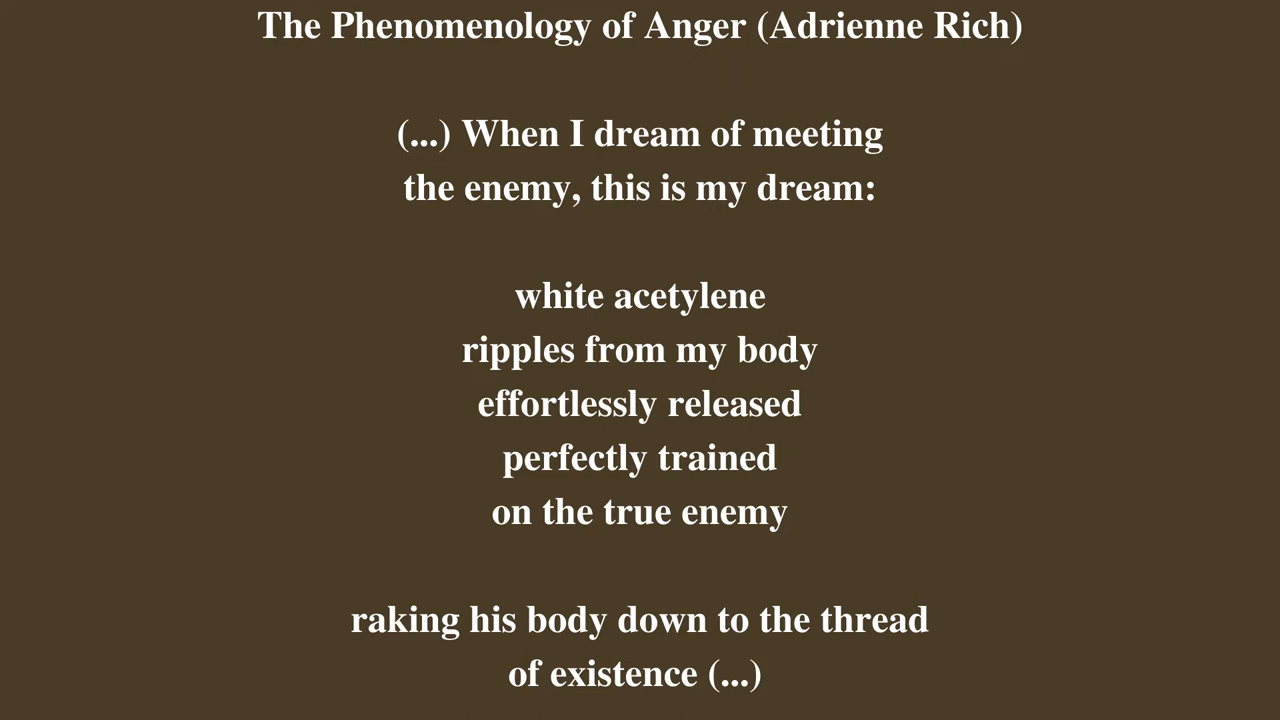 The Phenomenology of Anger (Adrienne Rich)
(...) When I dream of meeting
the enemy, this is my dream:
white acetylene
ripples from my body
effortlessly released
perfectly trained
on the true enemy
raking his body down to the thread
of existence (...)